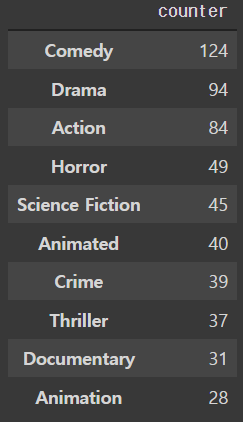 counter
Comedy 124
Drama 94
Action 84
Horror 49
Science Fiction 45
Animated 40
Crime 39
Thriller 37
Documentary 31
Animation 28